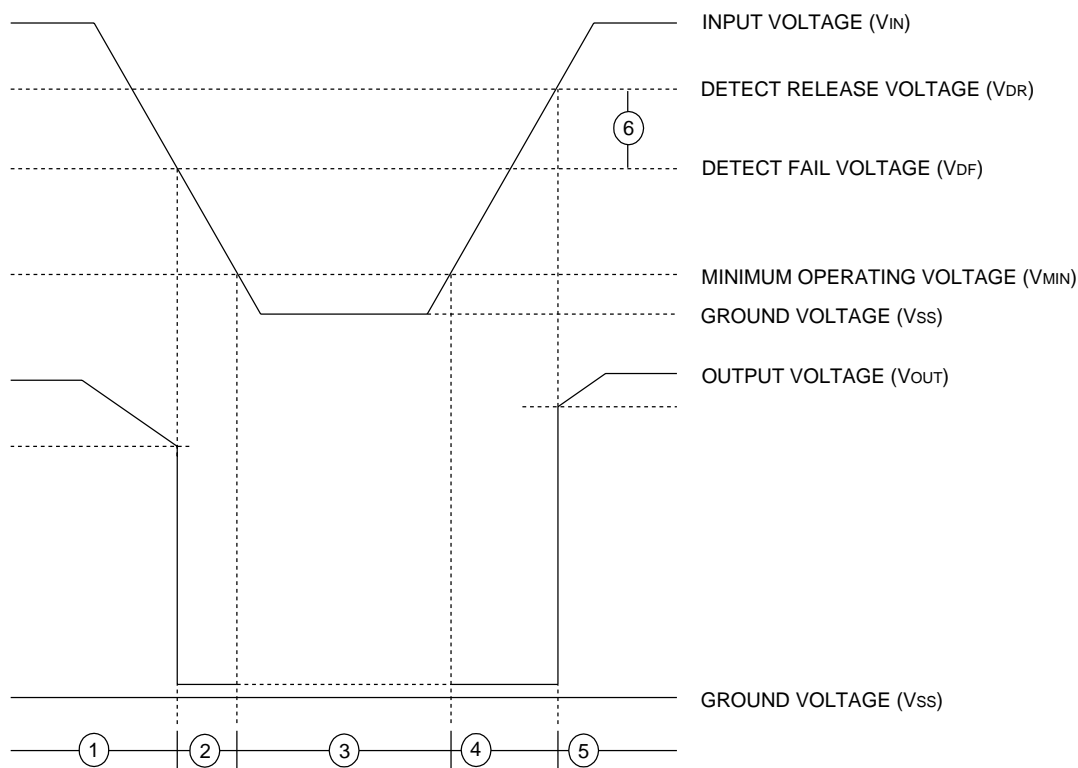 INPUT VOLTAGE (VIN)
DETECT RELEASE VOLTAGE (VDR)
6
DETECT FAIL VOLTAGE (VDF)
MINIMUM OPERATING VOLTAGE (VMIN)
GROUND VOLTAGE (VSS)
OUTPUT VOLTAGE (VOUT)
GROUND VOLTAGE (VSS)
1 2 3 4 5